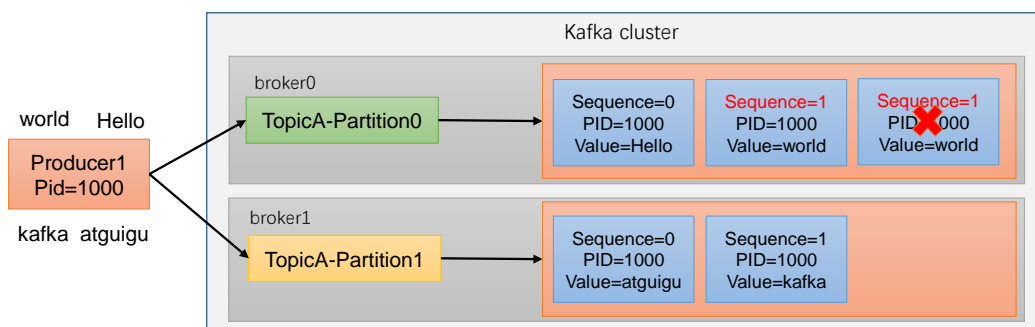 Kafka cluster
broker0
world Hello
TopicA-Partition0
Sequence=0
PID=1000
Value=Hello
Sequence=1
PID=1000
Value=world
Sequence=1
PID=1000
Value=world
Producer1
Pid=1000
kafka atguigu
broker1
TopicA-Partition1
Sequence=0
PID=1000
Value=atguigu
Sequence=1
PID=1000
Value=kafka